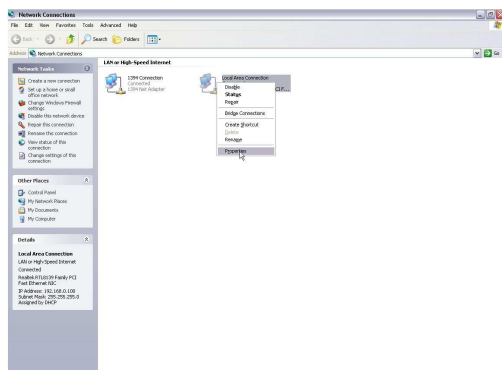 Network Connections
File Edit View Favorites Tools Advanced Help
Back Search Folders
Address Network Connections Go
LAN or High-Speed Internet
Network Tasks
Create a new connection
Set up a home or small
office network
Change Windows Firewall
settings
Disable this network device
Repair this connection
Rename this connection
View status of this
connection
Change settings of this
connection
Other Places
Control Panel
My Network Places
My Documents
My Computer
Details
Local Area Connection
LAN or High-Speed Internet
Connected
Realtek RTL8139 Family PCI
Fast Ethernet NIC
IP Address: 192.168.0.100
Subnet Mask: 255.255.255.0
Assigned by DHCP
1394 Connection
Connected
1394 Net Adapter
Local Area Connection
CI F...
Disable
Status
Repair
Bridge Connections
Create Shortcut
Delete
Rename
Properties